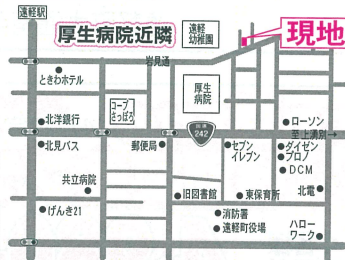 遠軽駅
厚生病院近隣
遠軽
幼稚園
現地
岩見通
ときわホテル
厚生
病院
コープ
さっぽろ
北洋銀行
ローソン
242
至上湧別→
北見バス
郵便局
セブン
イレブン
ダイゼン
プロノ
DCM
共立病院
旧図書館
東保育所
北電
げんき21
消防署
遠軽町役場
ハロー
ワーク